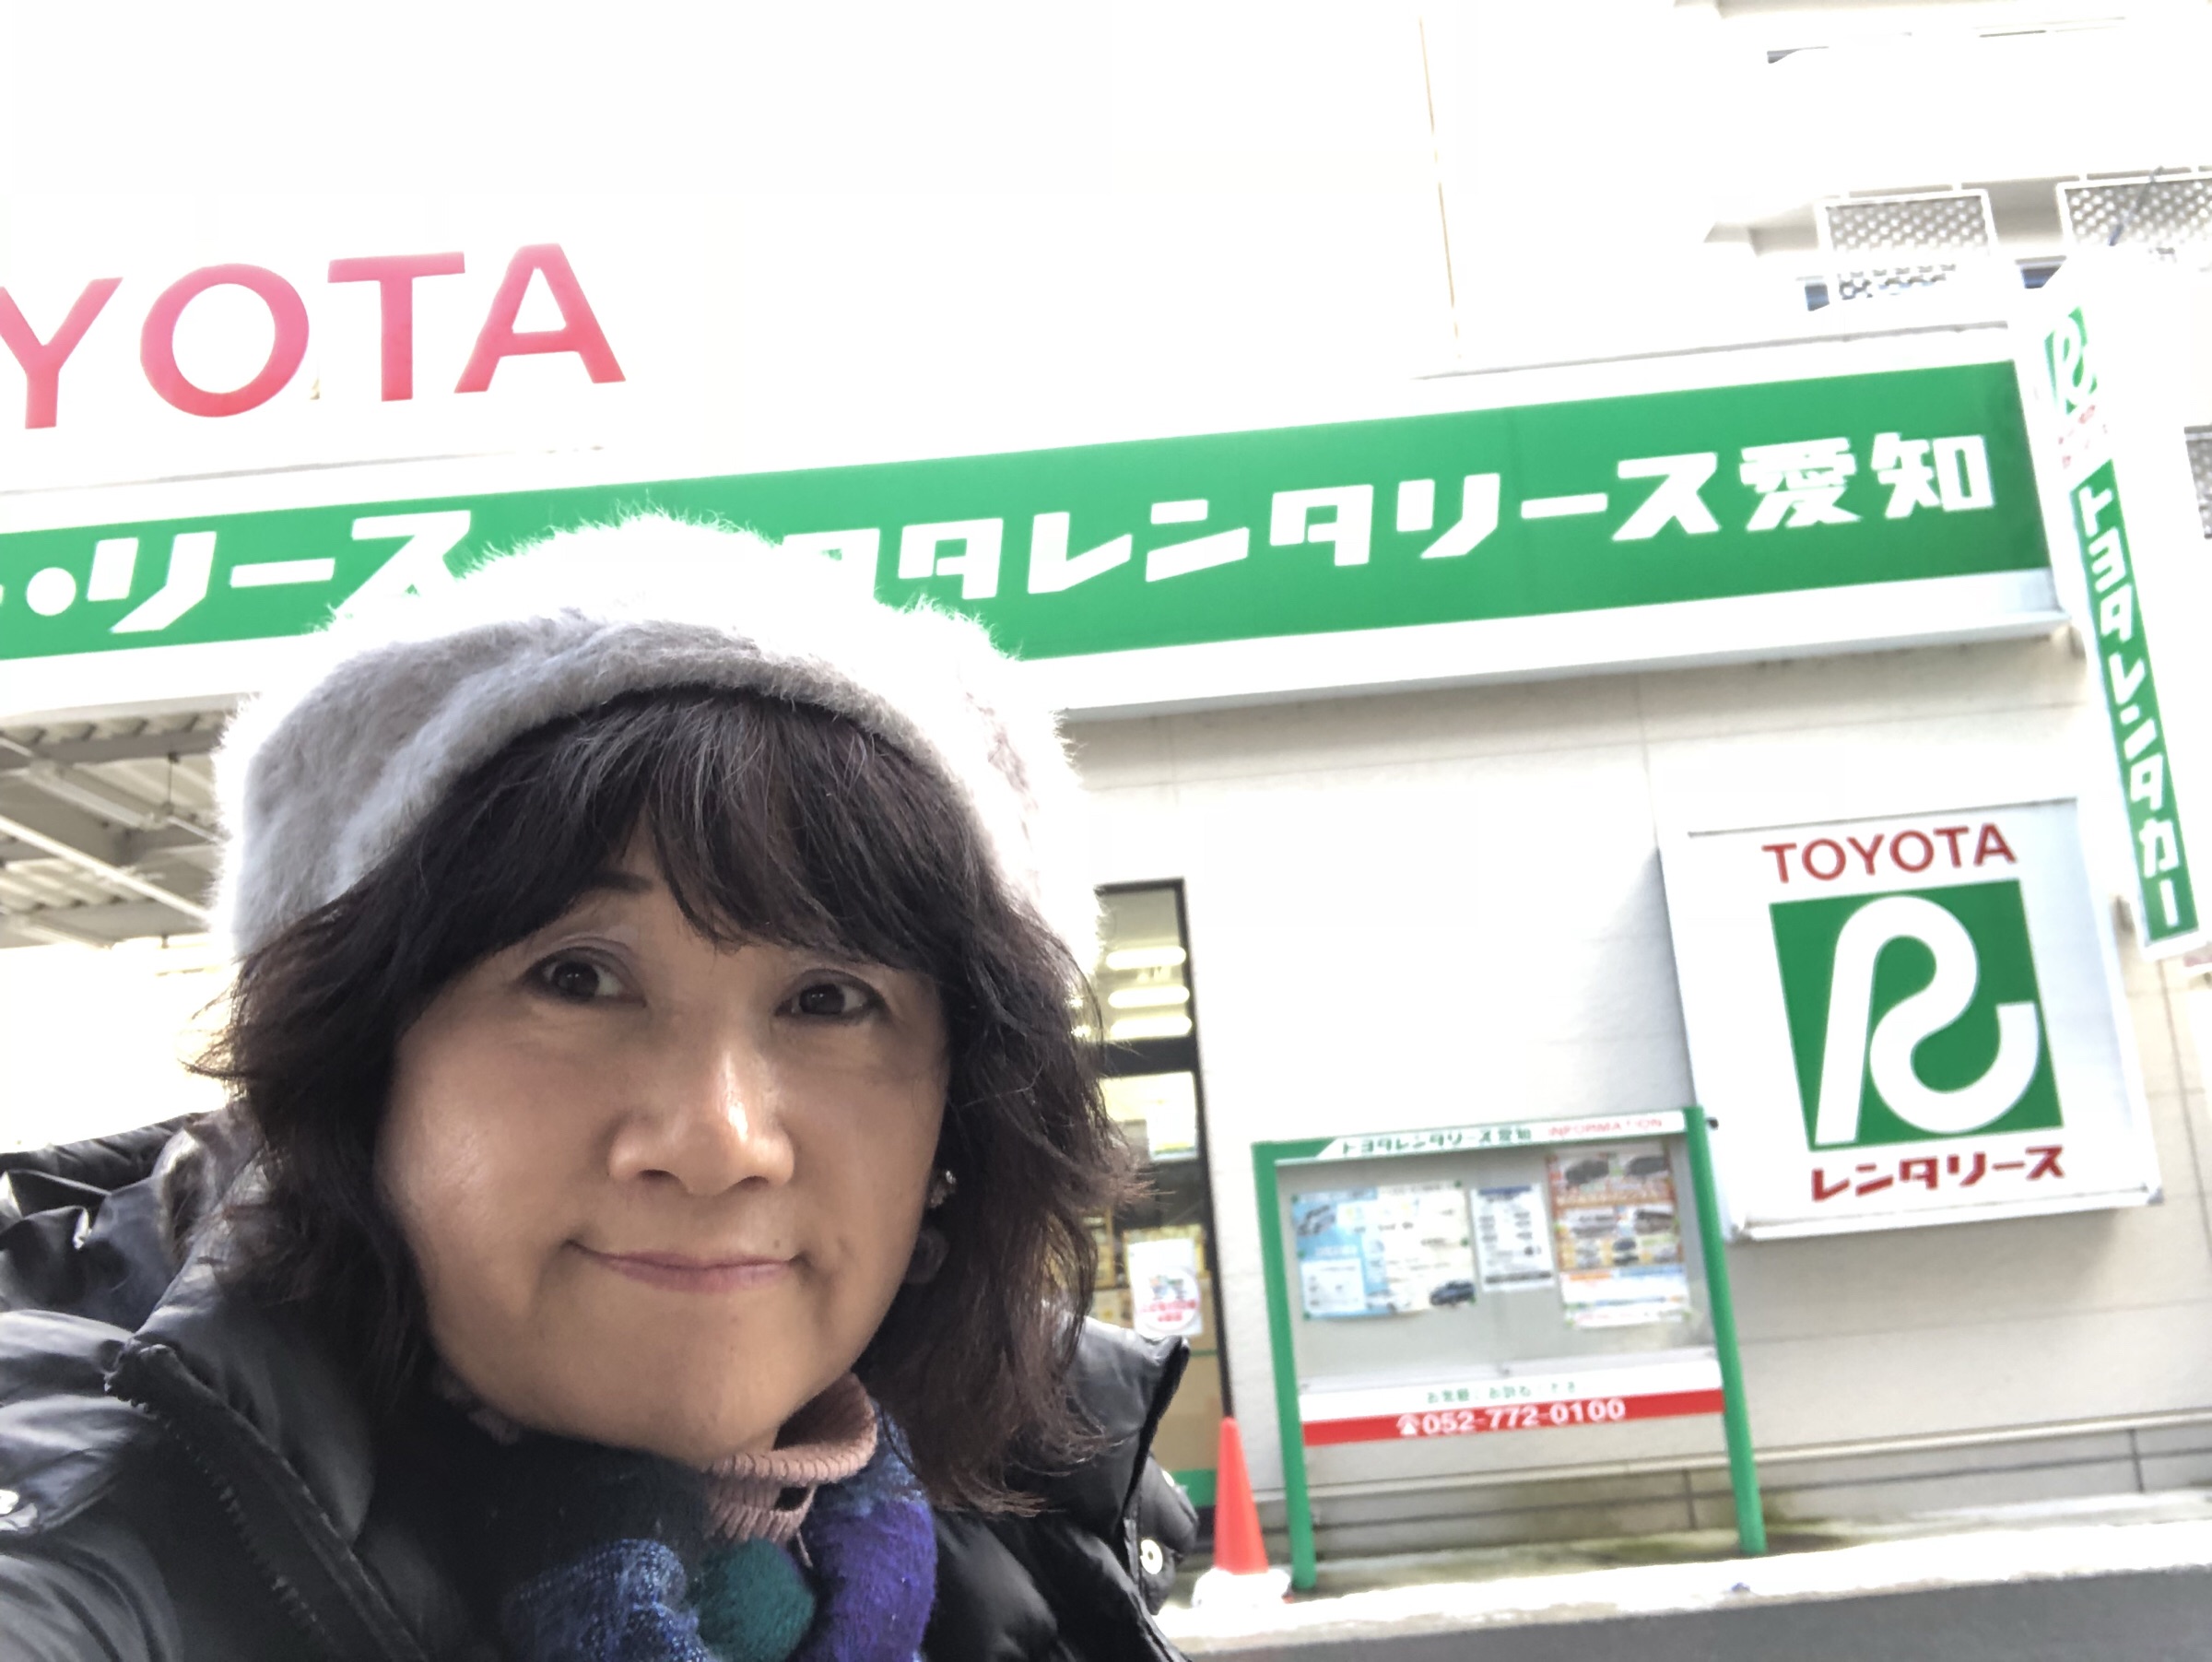 YOTA
・リース
タレンタリース愛知
トヨタレンタカー
TOYOTA
レンタリース
トヨタレンタリース愛知 INFORMATION
052-772-0100